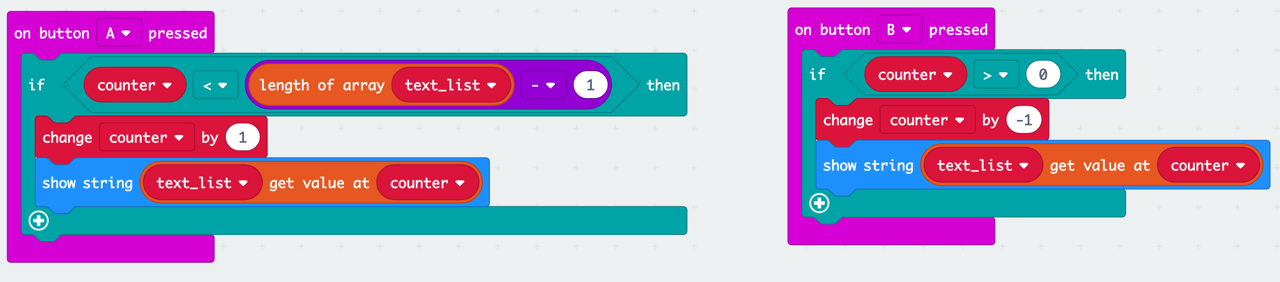 on button A pressed
if counter < length of array text_list - 1 then
change counter by 1
show string text_list get value at counter
on button B pressed
if counter > 0 then
change counter by -1
show string text_list get value at counter